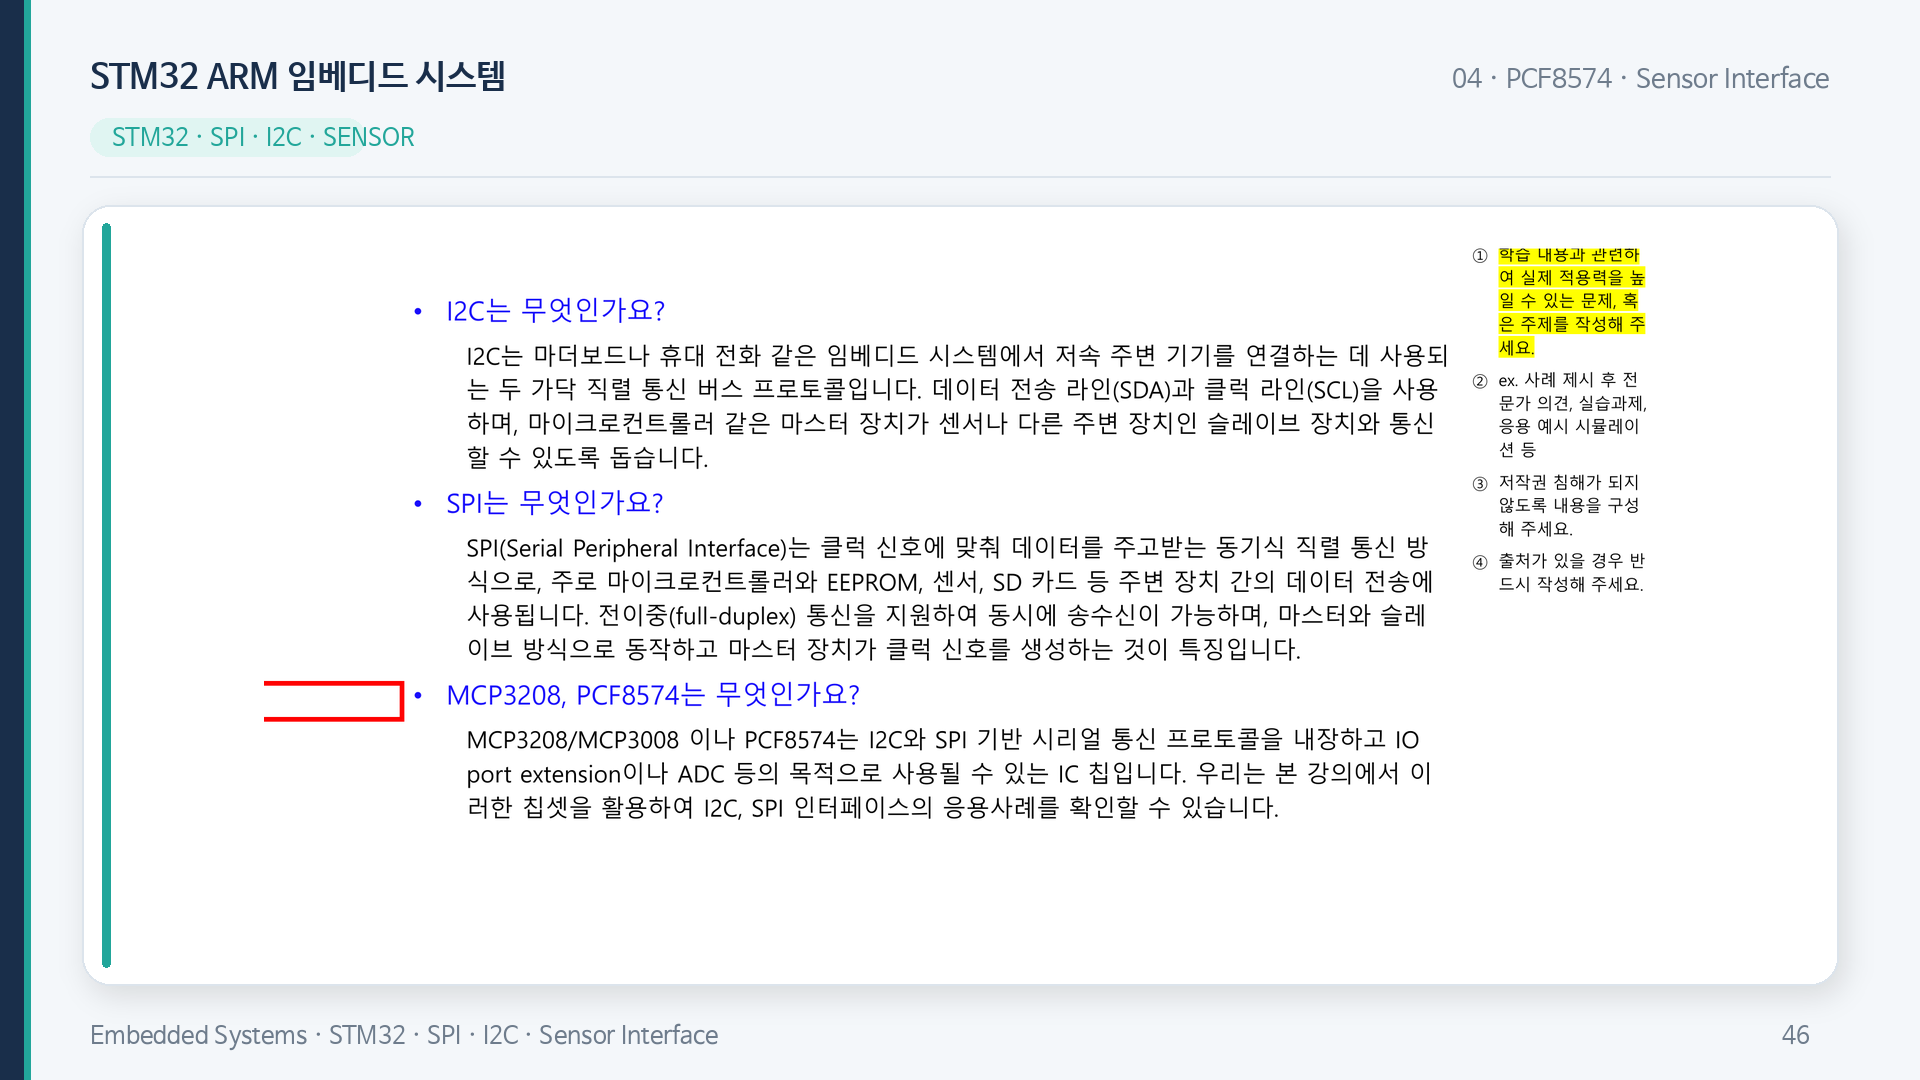 STM32 ARM 임베디드 시스템
04 · PCF8574 · Sensor Interface
STM32 · SPI · I2C · SENSOR
• I2C는 무엇인가요?
I2C는 마더보드나 휴대 전화 같은 임베디드 시스템에서 저속 주변 기기를 연결하는 데 사용되
는 두 가닥 직렬 통신 버스 프로토콜입니다. 데이터 전송 라인(SDA)과 클럭 라인(SCL)을 사용
하며, 마이크로컨트롤러 같은 마스터 장치가 센서나 다른 주변 장치인 슬레이브 장치와 통신
할 수 있도록 돕습니다.
• SPI는 무엇인가요?
SPI(Serial Peripheral Interface)는 클럭 신호에 맞춰 데이터를 주고받는 동기식 직렬 통신 방
식으로, 주로 마이크로컨트롤러와 EEPROM, 센서, SD 카드 등 주변 장치 간의 데이터 전송에
사용됩니다. 전이중(full-duplex) 통신을 지원하여 동시에 송수신이 가능하며, 마스터와 슬레
이브 방식으로 동작하고 마스터 장치가 클럭 신호를 생성하는 것이 특징입니다.
• MCP3208, PCF8574는 무엇인가요?
MCP3208/MCP3008 이나 PCF8574는 I2C와 SPI 기반 시리얼 통신 프로토콜을 내장하고 IO
port extension이나 ADC 등의 목적으로 사용될 수 있는 IC 칩입니다. 우리는 본 강의에서 이
러한 칩셋을 활용하여 I2C, SPI 인터페이스의 응용사례를 확인할 수 있습니다.
① 학습 내용과 관련하
여 실제 적용력을 높
일 수 있는 문제, 혹
은 주제를 작성해 주
세요.
② ex. 사례 제시 후 전
문가 의견, 실습과제,
응용 예시 시뮬레이
션 등
③ 저작권 침해가 되지
않도록 내용을 구성
해 주세요.
④ 출처가 있을 경우 반
드시 작성해 주세요.
Embedded Systems · STM32 · SPI · I2C · Sensor Interface
46